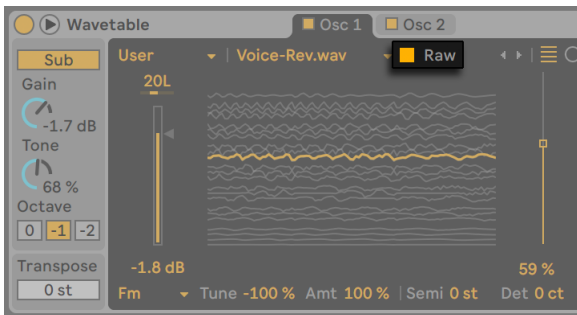 Wavetable
Osc 1
Osc 2
Sub
Gain
-1.7 dB
Tone
68 %
Octave
0
-1
-2
Transpose
0 st
User
Voice-Rev.wav
Raw
20L
-1.8 dB
59 %
Fm
Tune -100 %
Amt 100 %
Semi 0 st
Det 0 ct